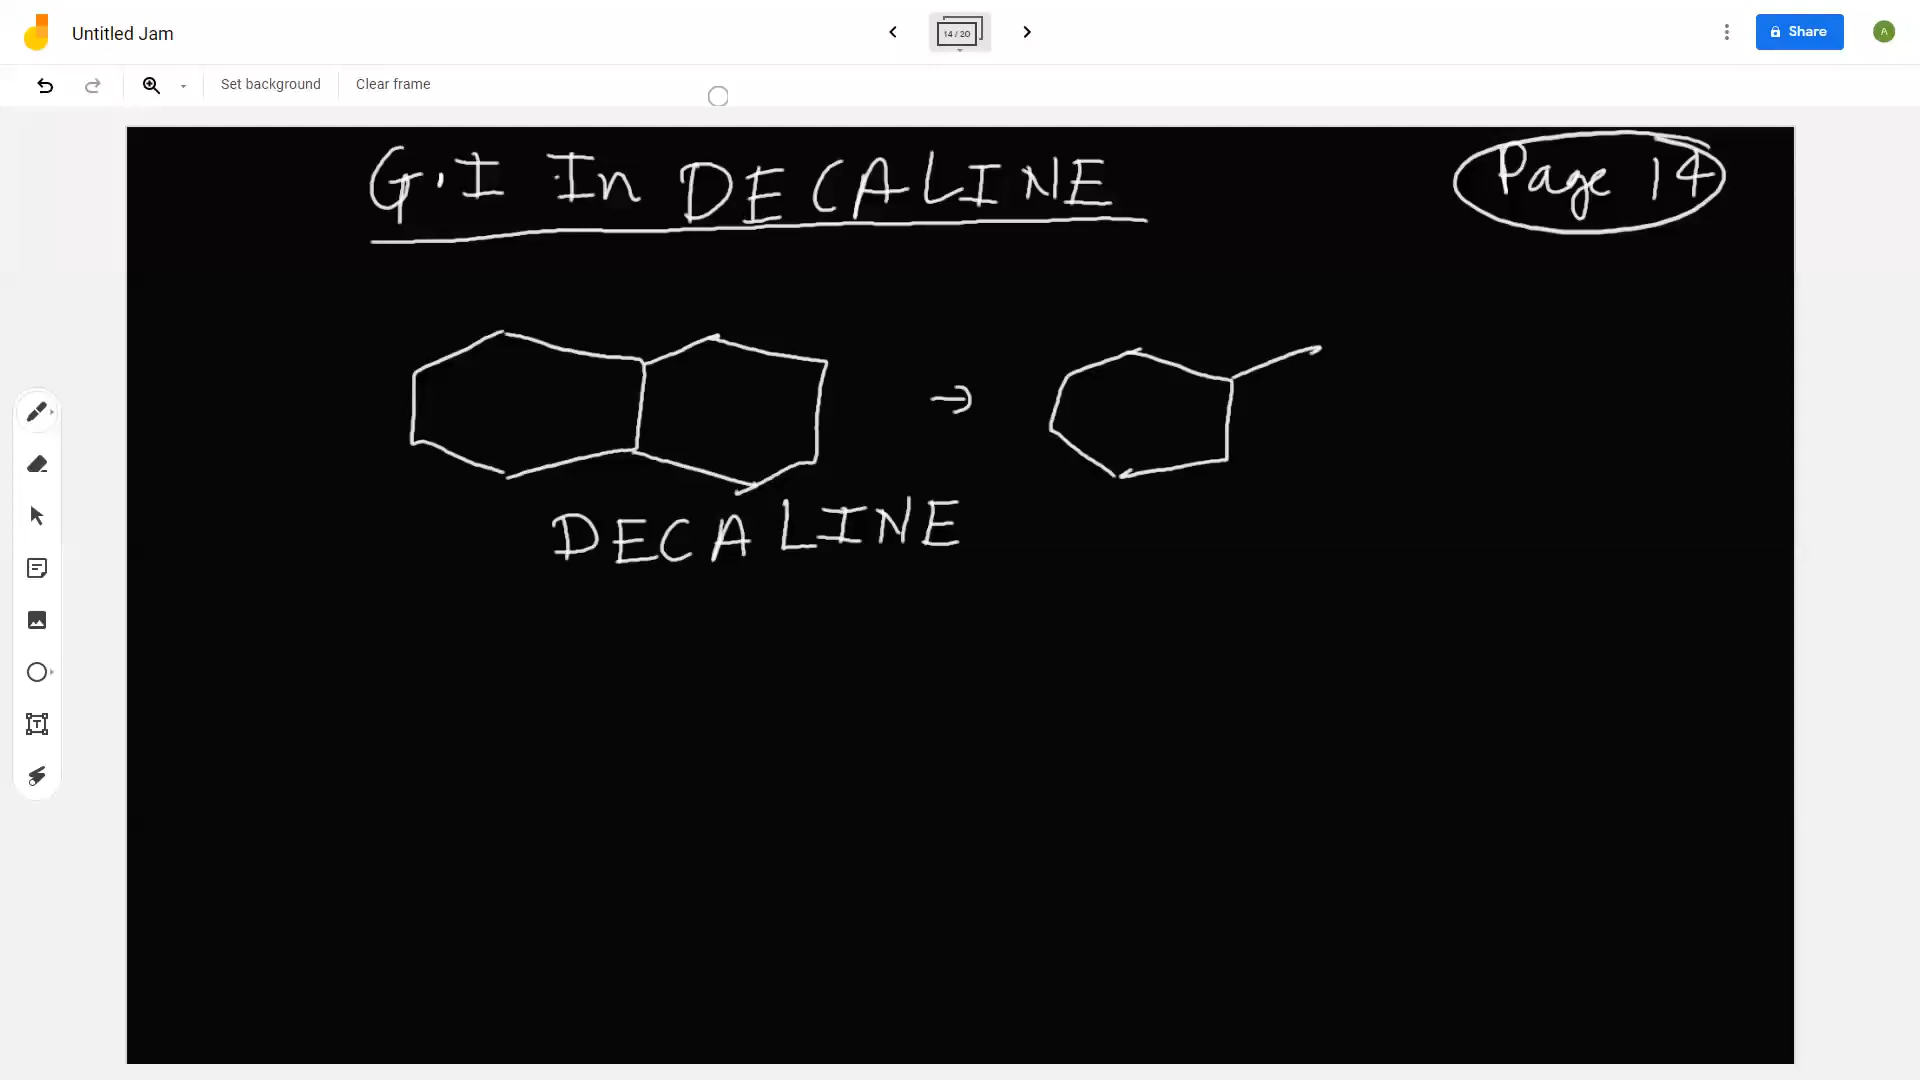 Untitled Jam
14 / 20
Share
A
Set background
Clear frame
G.I In DECALINE
Page 14
DECALINE